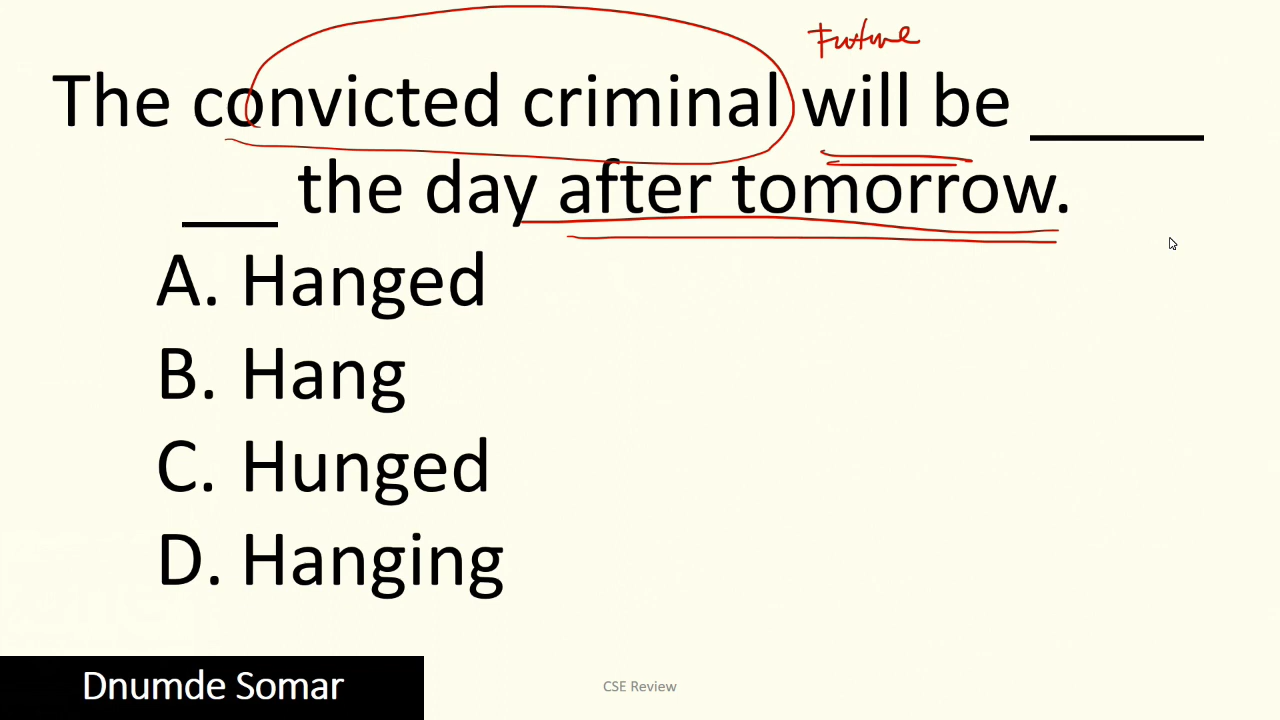 Future
The convicted criminal will be _____
___ the day after tomorrow.
A. Hanged
B. Hang
C. Hunged
D. Hanging
Dnumde Somar
CSE Review